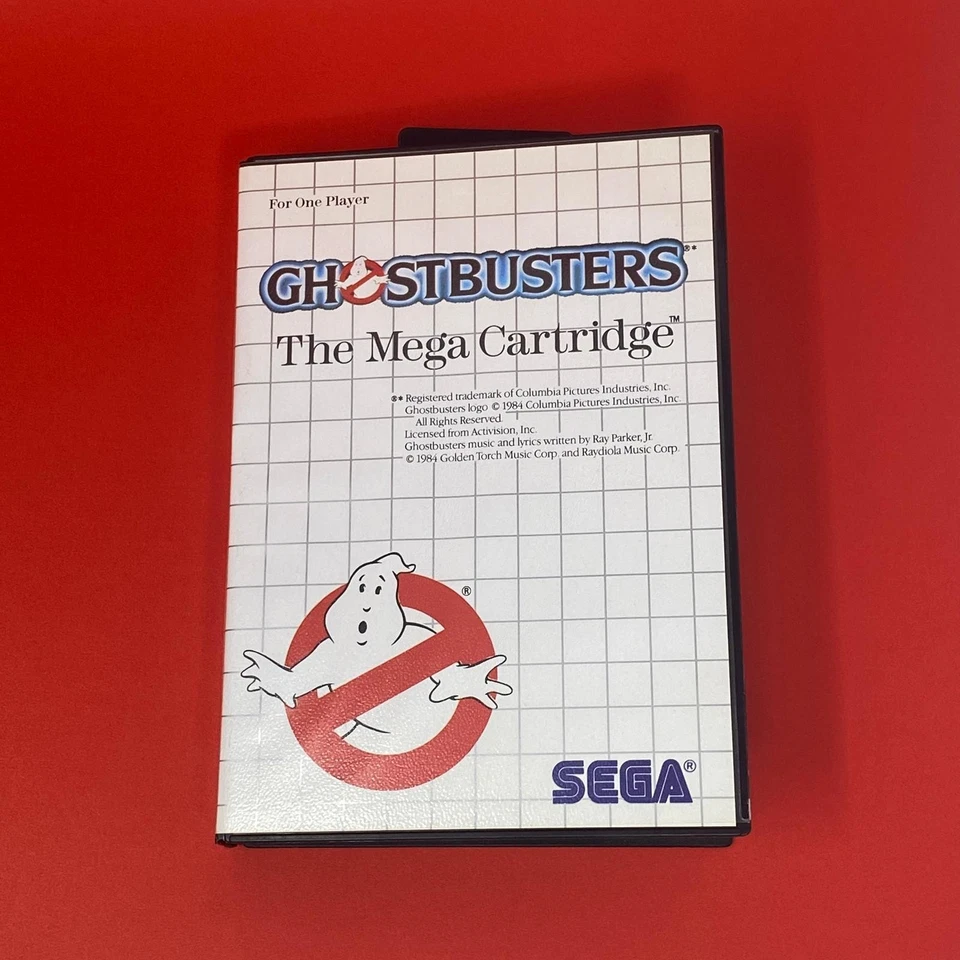 For One Player
GHOSTBUSTERS®*
The Mega Cartridge™
®* Registered trademark of Columbia Pictures Industries, Inc.
Ghostbusters logo © 1984 Columbia Pictures Industries, Inc.
All Rights Reserved.
Licensed from Activision, Inc.
Ghostbusters music and lyrics written by Ray Parker, Jr.
© 1984 Golden Torch Music Corp. and Raydiola Music Corp.
®
SEGA®